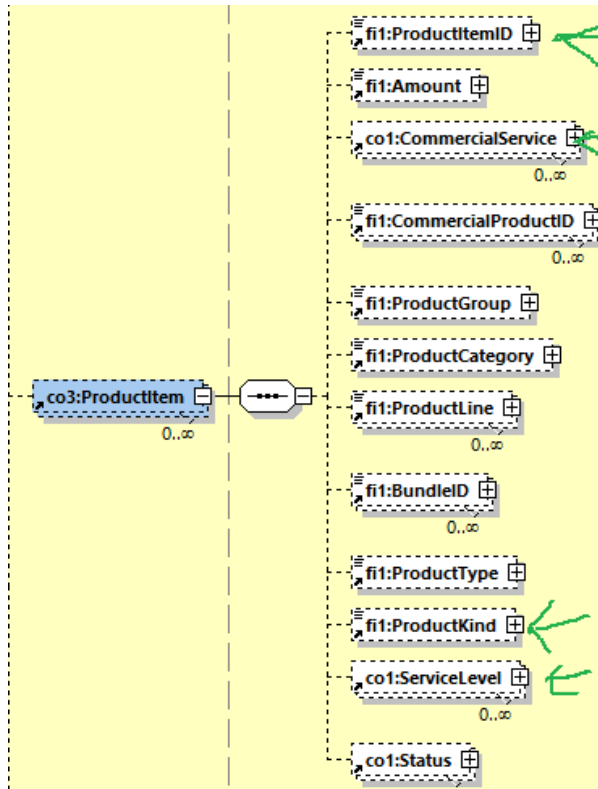 fi1:ProductItemID
fi1:Amount
co1:CommercialService
0..∞
fi1:CommercialProductID
0..∞
fi1:ProductGroup
fi1:ProductCategory
co3:ProductItem
0..∞
fi1:ProductLine
0..∞
fi1:BundleID
0..∞
fi1:ProductType
fi1:ProductKind
co1:ServiceLevel
0..∞
co1:Status